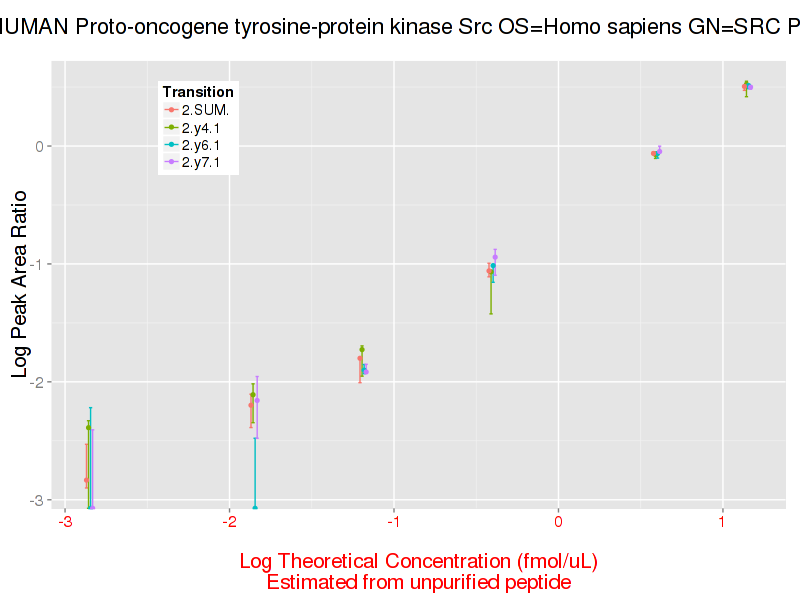 Proto-oncogene tyrosine-protein kinase Src OS=Homo sapiens GN=SRC P
Transition
2.SUM.
2.y4.1
2.y6.1
2.y7.1
0
-1
-2
-3
Log Peak Area Ratio
-3 -2 -1 0 1
Log Theoretical Concentration (fmol/uL)
Estimated from unpurified peptide